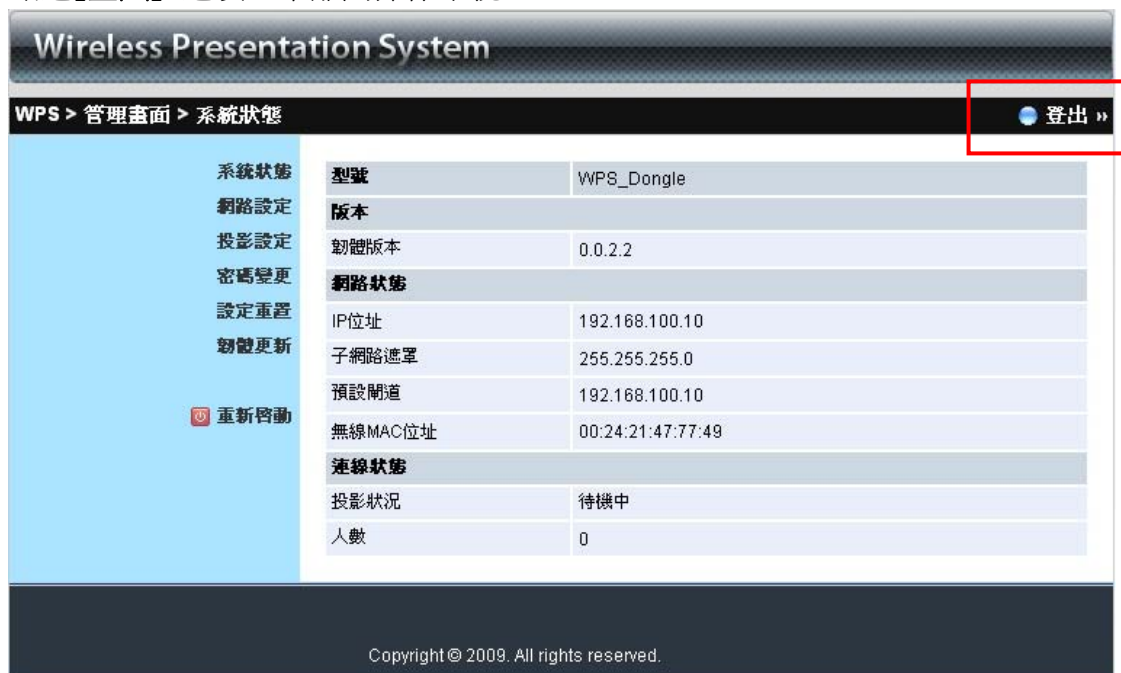 Wireless Presentation System
WPS > 管理畫面 > 系統狀態
登出 »
系統狀態
網路設定
投影設定
密碼變更
設定重置
韌體更新
重新啓動
型號 WPS_Dongle
版本
韌體版本 0.0.2.2
網路狀態
IP位址 192.168.100.10
子網路遮罩 255.255.255.0
預設閘道 192.168.100.10
無線MAC位址 00:24:21:47:77:49
連線狀態
投影狀況 待機中
人數 0
Copyright © 2009. All rights reserved.